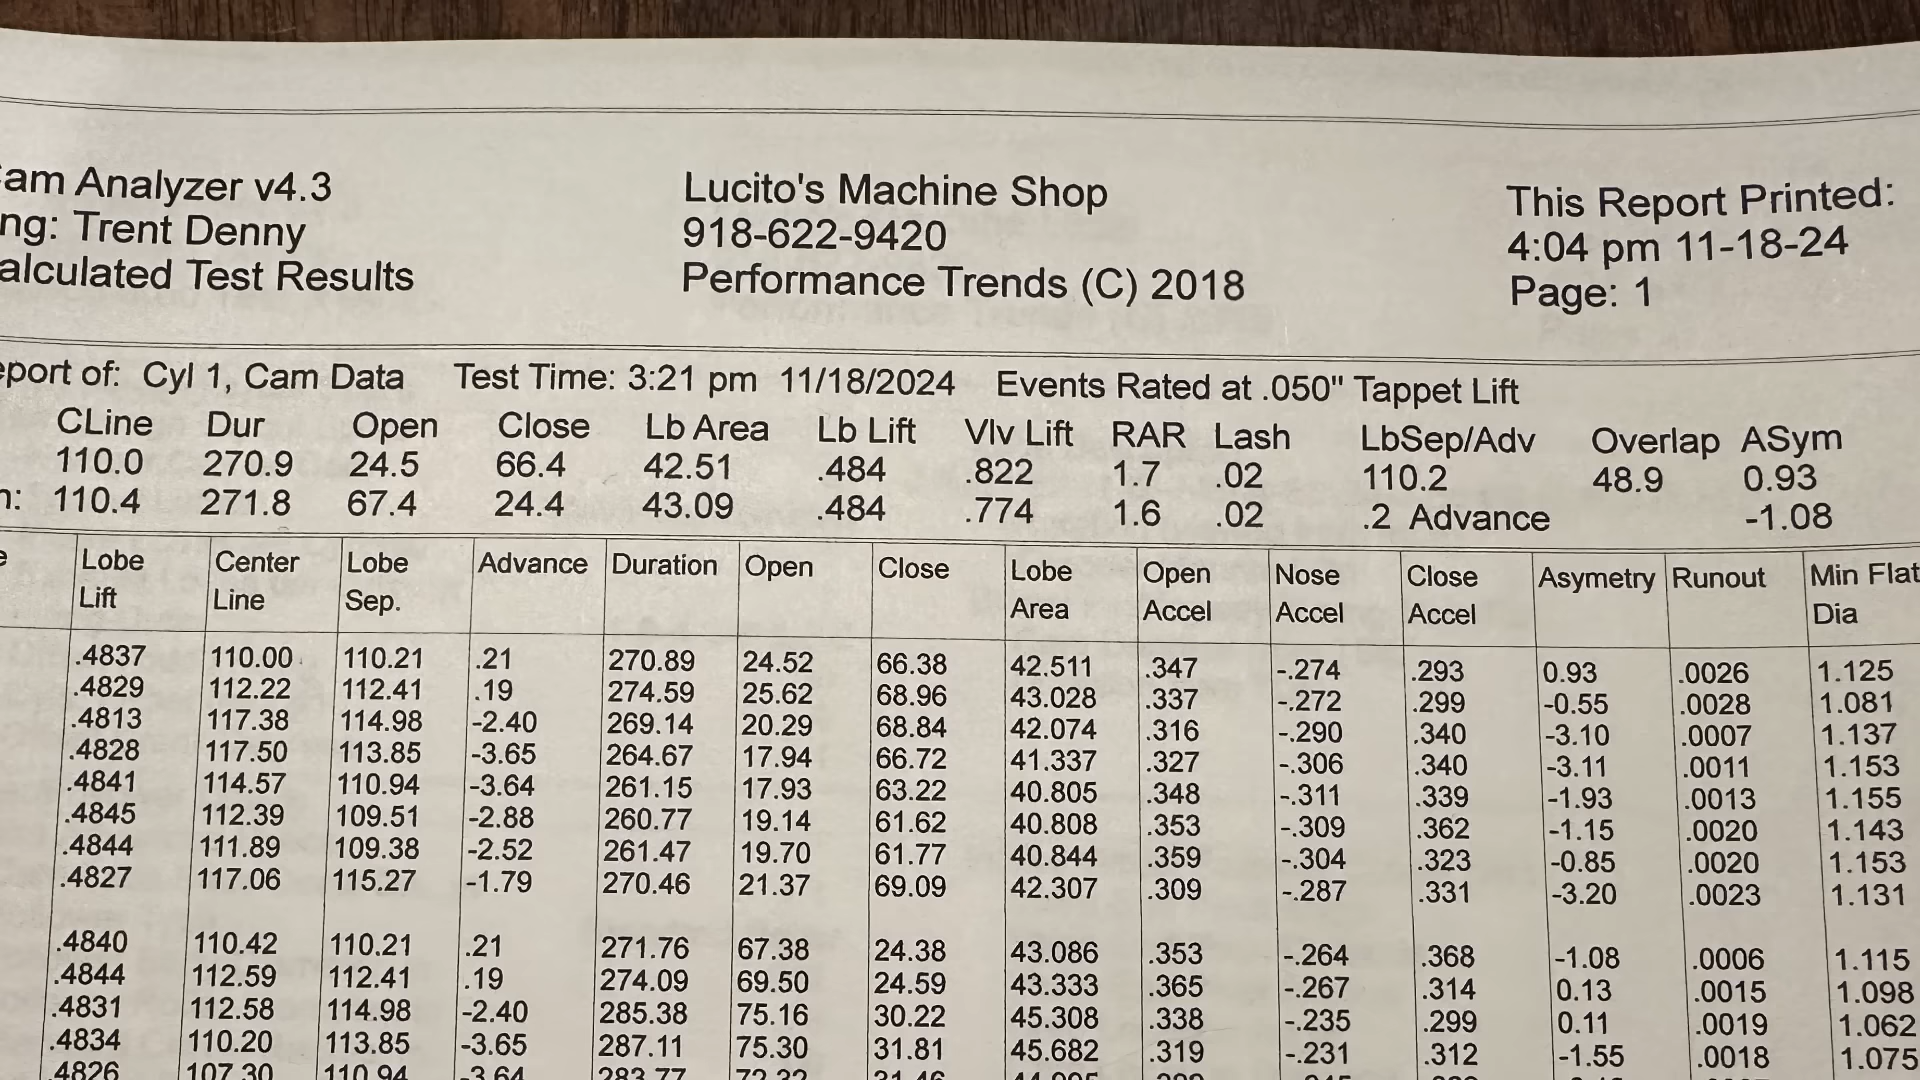 am Analyzer v4.3 Lucito's Machine Shop This Report Printed:
ng: Trent Denny 918-622-9420 4:04 pm 11-18-24
alculated Test Results Performance Trends (C) 2018 Page: 1
eport of: Cyl 1, Cam Data Test Time: 3:21 pm 11/18/2024 Events Rated at .050" Tappet Lift
CLine Dur Open Close Lb Area Lb Lift Vlv Lift RAR Lash LbSep/Adv Overlap ASym
110.0 270.9 24.5 66.4 42.51 .484 .822 1.7 .02 110.2 48.9 0.93
n: 110.4 271.8 67.4 24.4 43.09 .484 .774 1.6 .02 .2 Advance -1.08
e Lobe Center Lobe Advance Duration Open Close Lobe Open Nose Close Asymetry Runout Min Flat
Lift Line Sep. Area Accel Accel Accel Dia
.4837 110.00 110.21 .21 270.89 24.52 66.38 42.511 .347 -.274 .293 0.93 .0026 1.125
.4829 112.22 112.41 .19 274.59 25.62 68.96 43.028 .337 -.272 .299 -0.55 .0028 1.081
.4813 117.38 114.98 -2.40 269.14 20.29 68.84 42.074 .316 -.290 .340 -3.10 .0007 1.137
.4828 117.50 113.85 -3.65 264.67 17.94 66.72 41.337 .327 -.306 .340 -3.11 .0011 1.153
.4841 114.57 110.94 -3.64 261.15 17.93 63.22 40.805 .348 -.311 .339 -1.93 .0013 1.155
.4845 112.39 109.51 -2.88 260.77 19.14 61.62 40.808 .353 -.309 .362 -1.15 .0020 1.143
.4844 111.89 109.38 -2.52 261.47 19.70 61.77 40.844 .359 -.304 .323 -0.85 .0020 1.153
.4827 117.06 115.27 -1.79 270.46 21.37 69.09 42.307 .309 -.287 .331 -3.20 .0023 1.131
.4840 110.42 110.21 .21 271.76 67.38 24.38 43.086 .353 -.264 .368 -1.08 .0006 1.115
.4844 112.59 112.41 .19 274.09 69.50 24.59 43.333 .365 -.267 .314 0.13 .0015 1.098
.4831 112.58 114.98 -2.40 285.38 75.16 30.22 45.308 .338 -.235 .299 0.11 .0019 1.062
.4834 110.20 113.85 -3.65 287.11 75.30 31.81 45.682 .319 -.231 .312 -1.55 .0018 1.075
.4826 107.30 110.94 -3.64 283.77 72.32 31.46